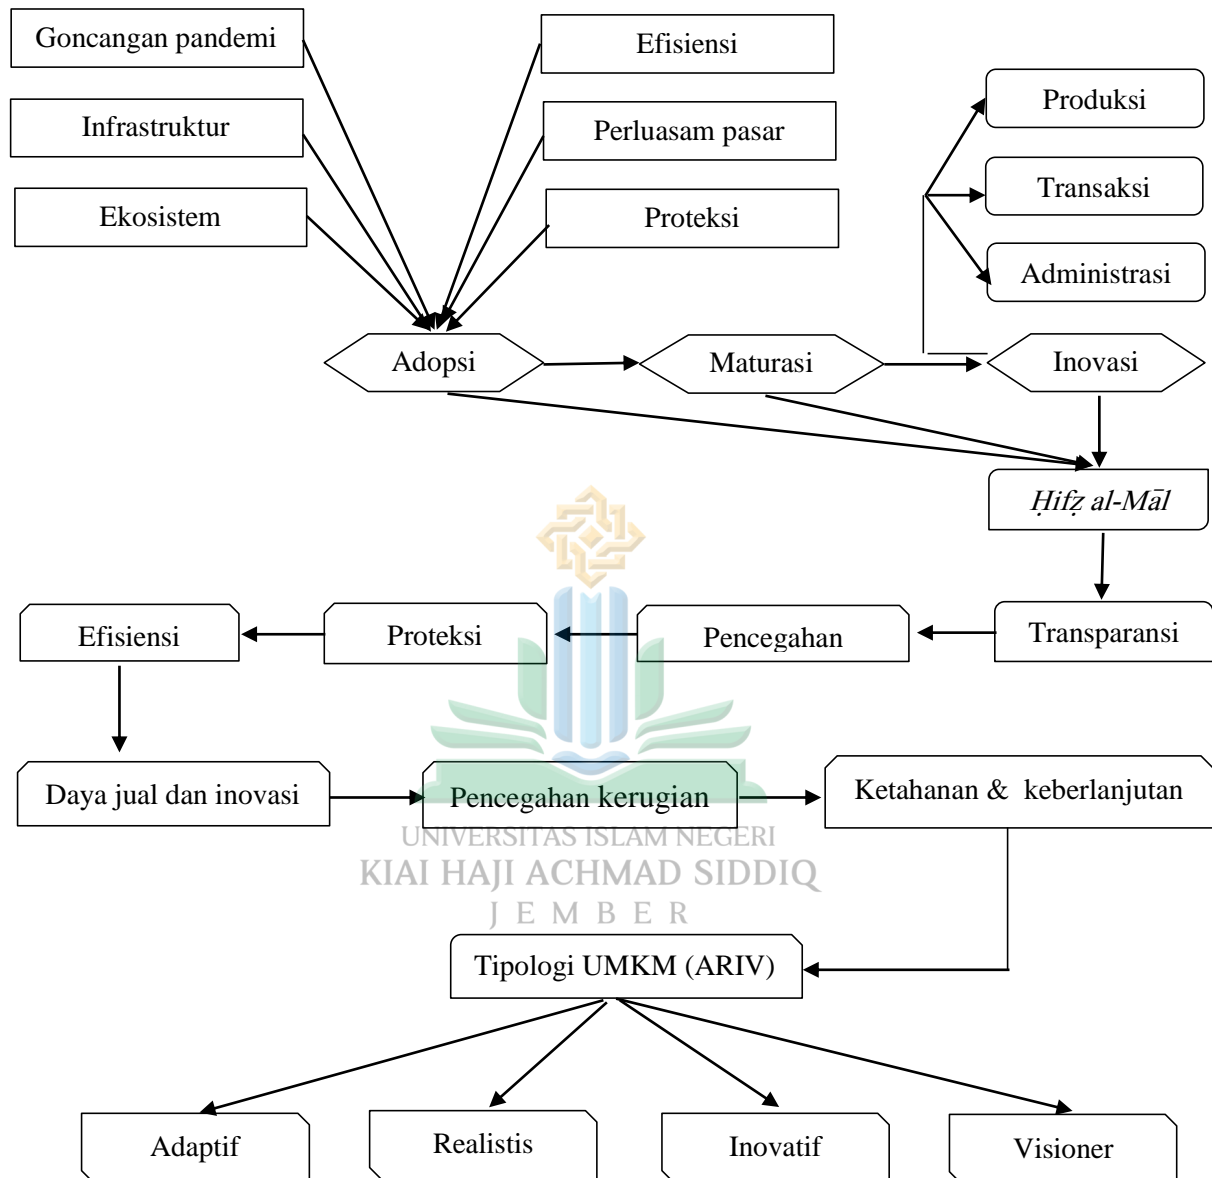 Goncangan pandemi
Efisiensi
Produksi
Infrastruktur
Perluasam pasar
Transaksi
Ekosistem
Proteksi
Administrasi
Adopsi
Maturasi
Inovasi
Ḥifẓ al-Māl
Efisiensi
Proteksi
Pencegahan
Transparansi
Daya jual dan inovasi
Pencegahan kerugian
Ketahanan & keberlanjutan
UNIVERSITAS ISLAM NEGERI
KIAI HAJI ACHMAD SIDDIQ
JEMBER
Tipologi UMKM (ARIV)
Adaptif
Realistis
Inovatif
Visioner